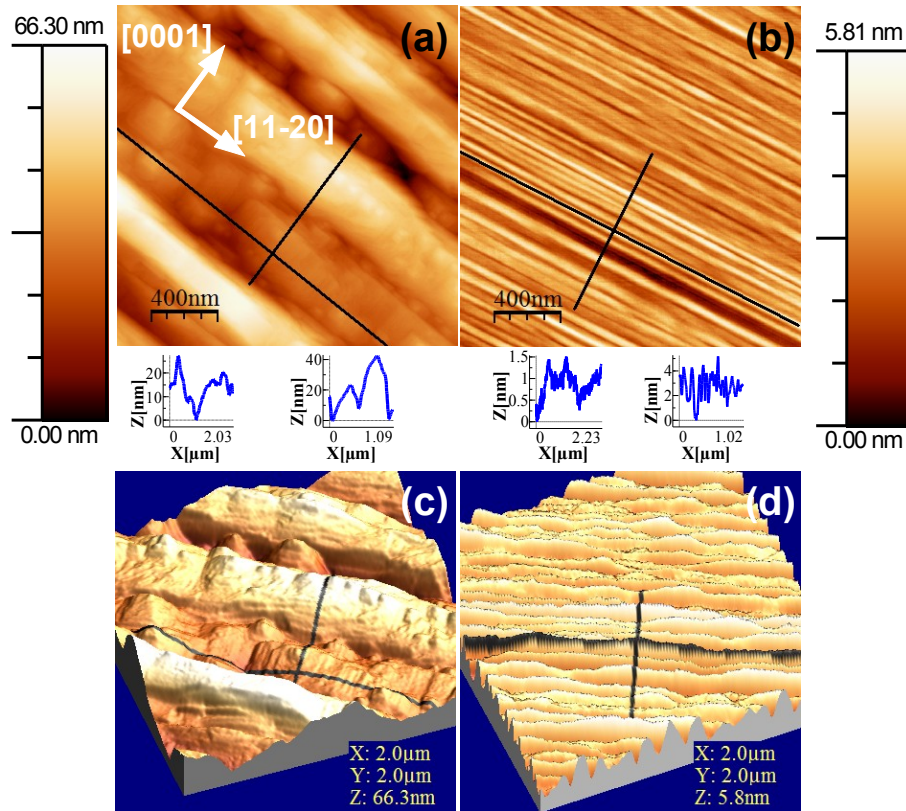 66.30 nm
0.00 nm
(a)
[0001]
[11-20]
400nm
(b)
400nm
5.81 nm
0.00 nm
Z[nm]
20
10
0
0
2.03
X[µm]
Z[nm]
40
20
0
0
1.09
X[µm]
Z[nm]
1.5
1
0.5
0
0
2.23
X[µm]
Z[nm]
4
2
0
0
1.02
X[µm]
(c)
X: 2.0µm
Y: 2.0µm
Z: 66.3nm
(d)
X: 2.0µm
Y: 2.0µm
Z: 5.8nm